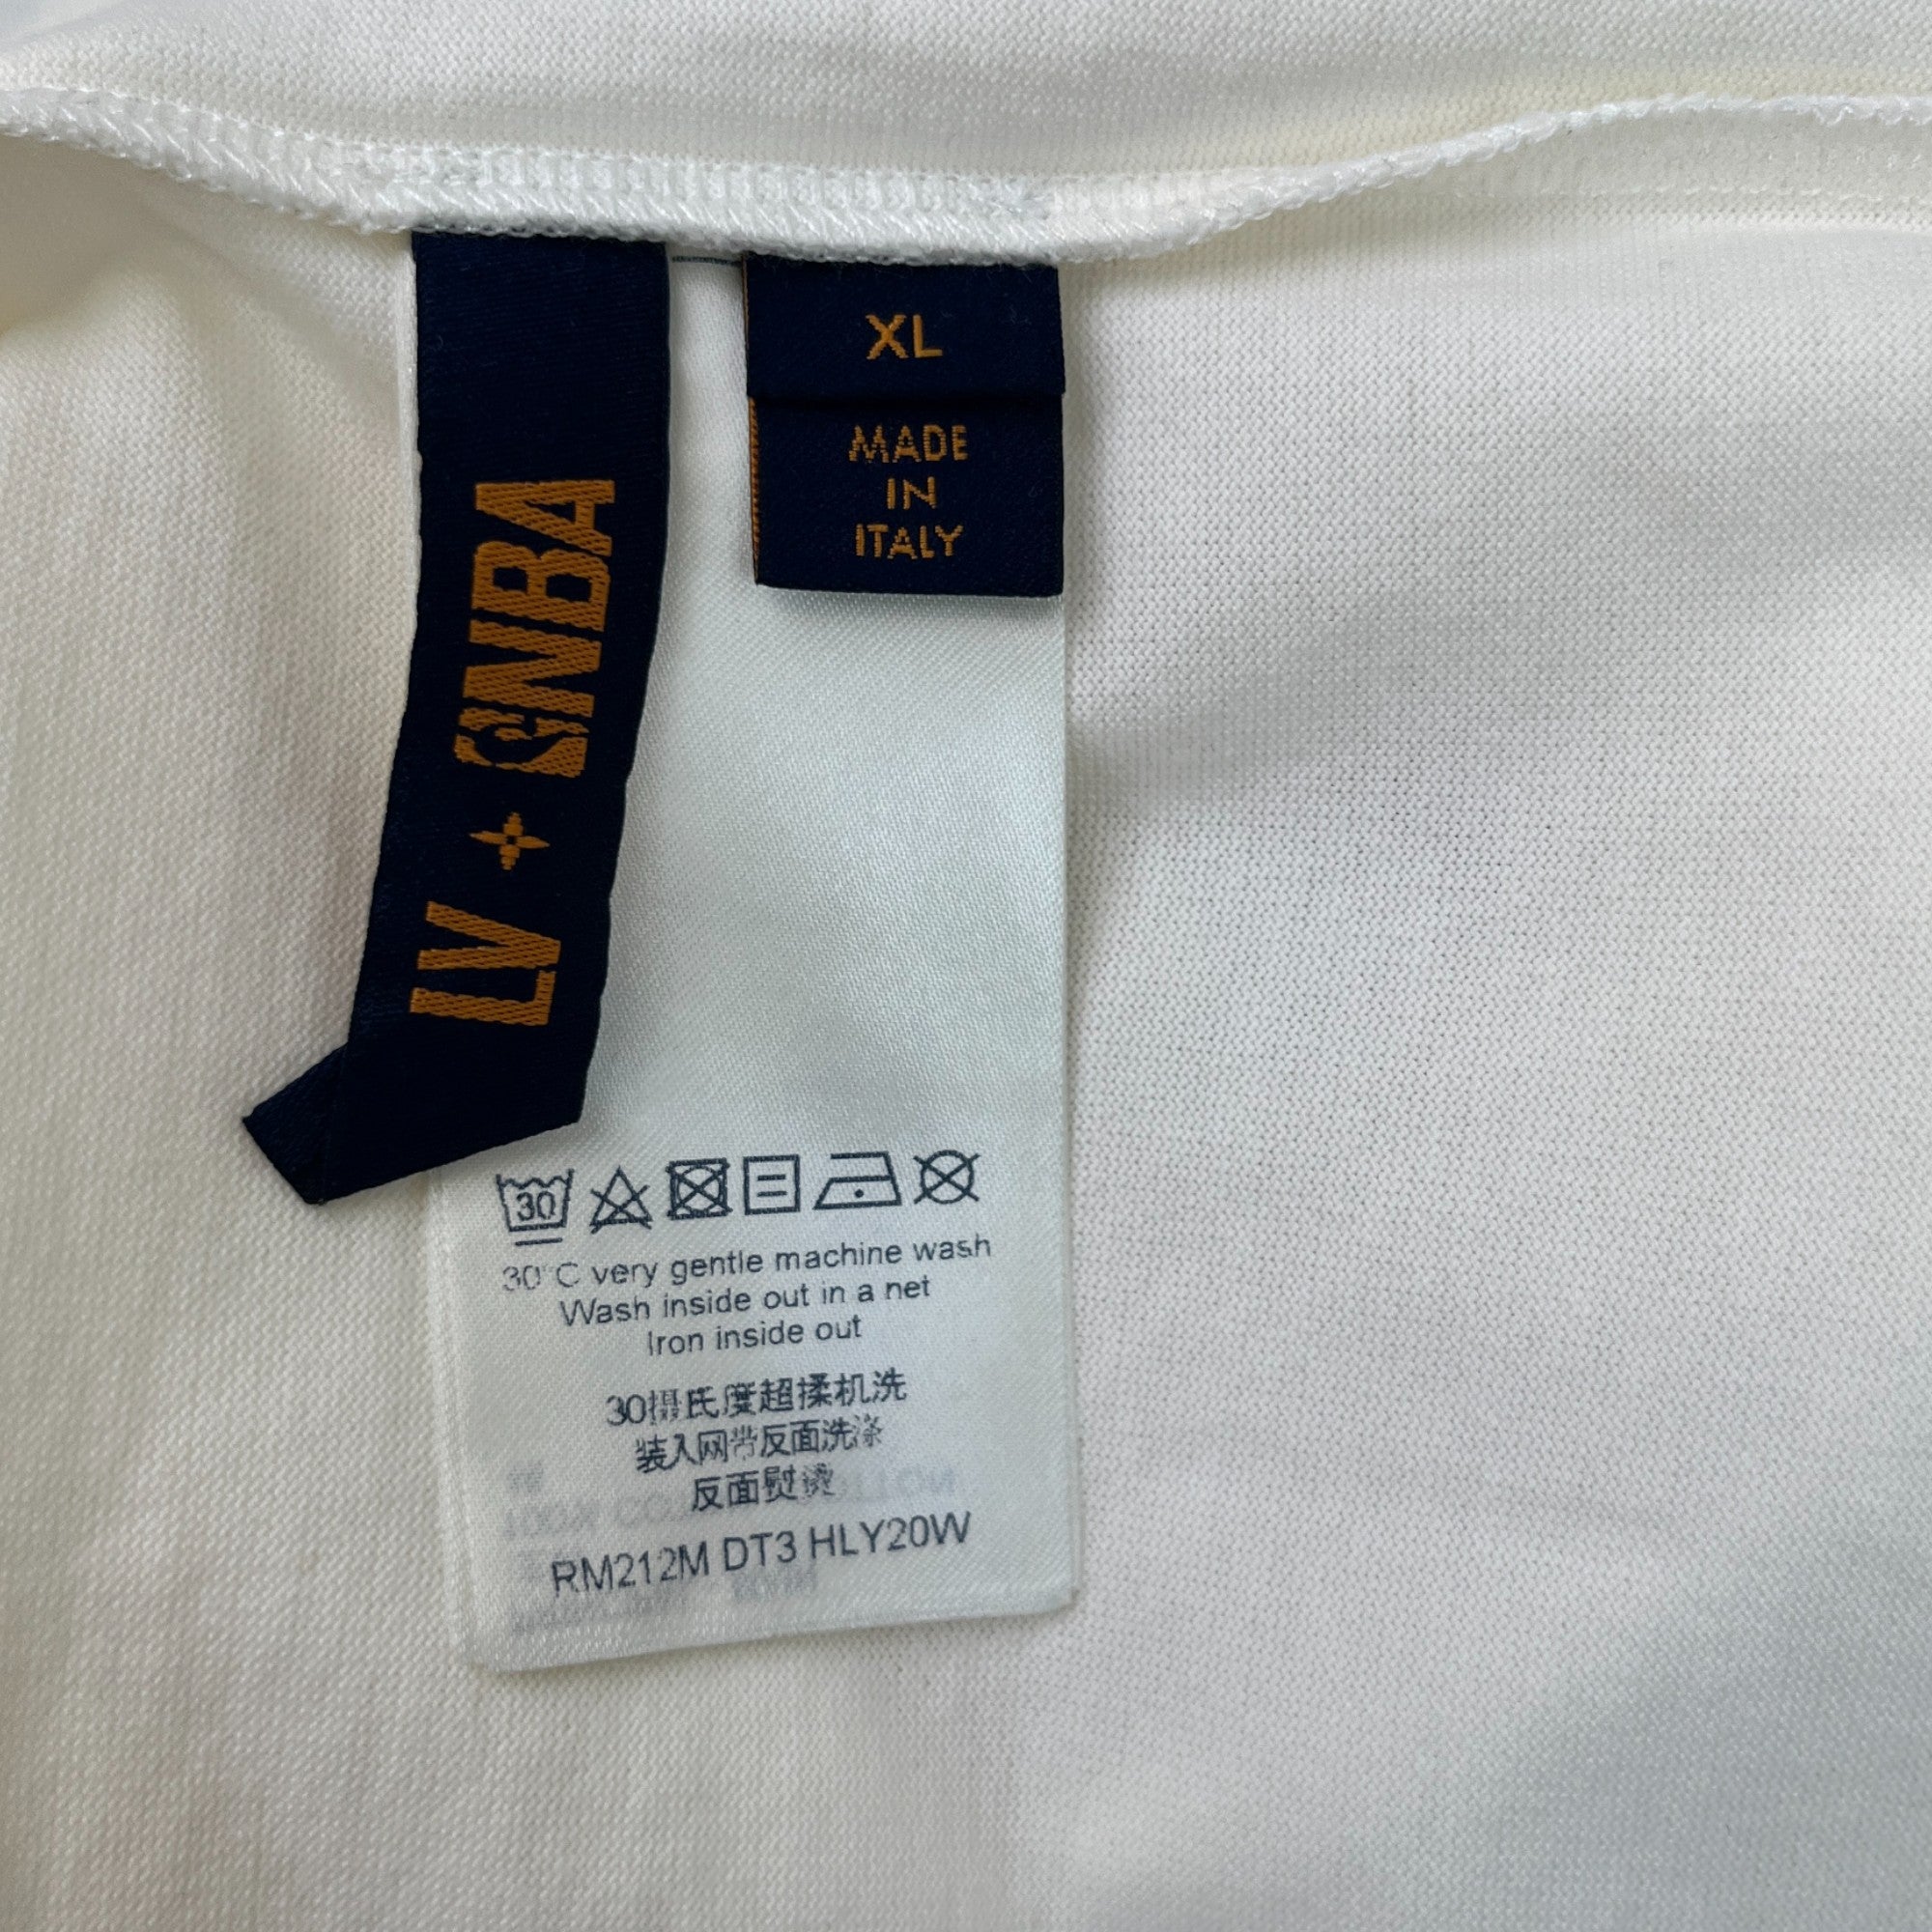 LV NBA
XL
MADE
IN
ITALY
30
30°C very gentle machine wash
Wash inside out in a net
Iron inside out
30摄氏度超揉机洗
装入网带反面洗涤
反面熨烫
RM212M DT3 HLY20W